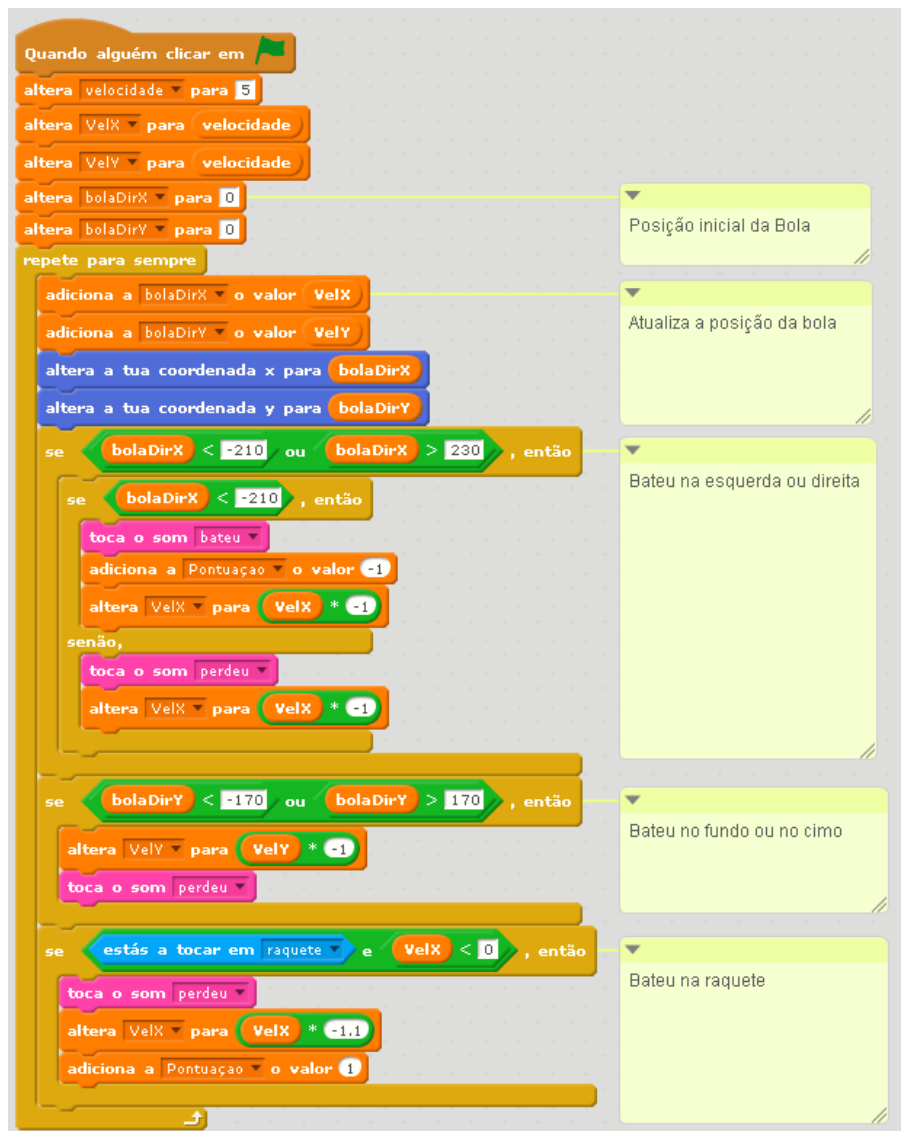 Quando alguém clicar em
altera velocidade para 5
altera VelX para velocidade
altera VelY para velocidade
altera bolaDirX para 0
altera bolaDirY para 0
Posição inicial da Bola
repete para sempre
adiciona a bolaDirX o valor VelX
adiciona a bolaDirY o valor VelY
Atualiza a posição da bola
altera a tua coordenada x para bolaDirX
altera a tua coordenada y para bolaDirY
se bolaDirX < -210 ou bolaDirX > 230 , então
Bateu na esquerda ou direita
se bolaDirX < -210 , então
toca o som bateu
adiciona a Pontuaçao o valor -1
altera VelX para VelX * -1
senão,
toca o som perdeu
altera VelX para VelX * -1
se bolaDirY < -170 ou bolaDirY > 170 , então
Bateu no fundo ou no cimo
altera VelY para VelY * -1
toca o som perdeu
se estás a tocar em raquete e VelX < 0 , então
Bateu na raquete
toca o som perdeu
altera VelX para VelX * -1.1
adiciona a Pontuaçao o valor 1